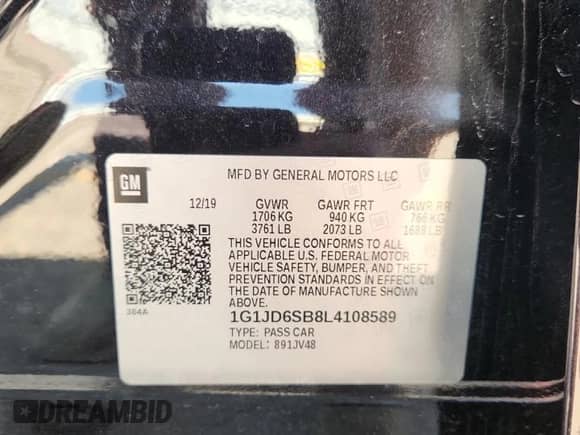 GM
MFD BY GENERAL MOTORS LLC
12/19 GVWR GAWR FRT GAWR RR
1706 KG 940 KG 766 KG
3761 LB 2073 LB 1688 LB
THIS VEHICLE CONFORMS TO ALL
APPLICABLE U.S. FEDERAL MOTOR
VEHICLE SAFETY, BUMPER, AND THEFT
PREVENTION STANDARDS IN EFFECT ON
THE DATE OF MANUFACTURE SHOWN
ABOVE.
384A
1G1JD6SB8L4108589
TYPE: PASS CAR
MODEL: 891JV48
DREAMBID